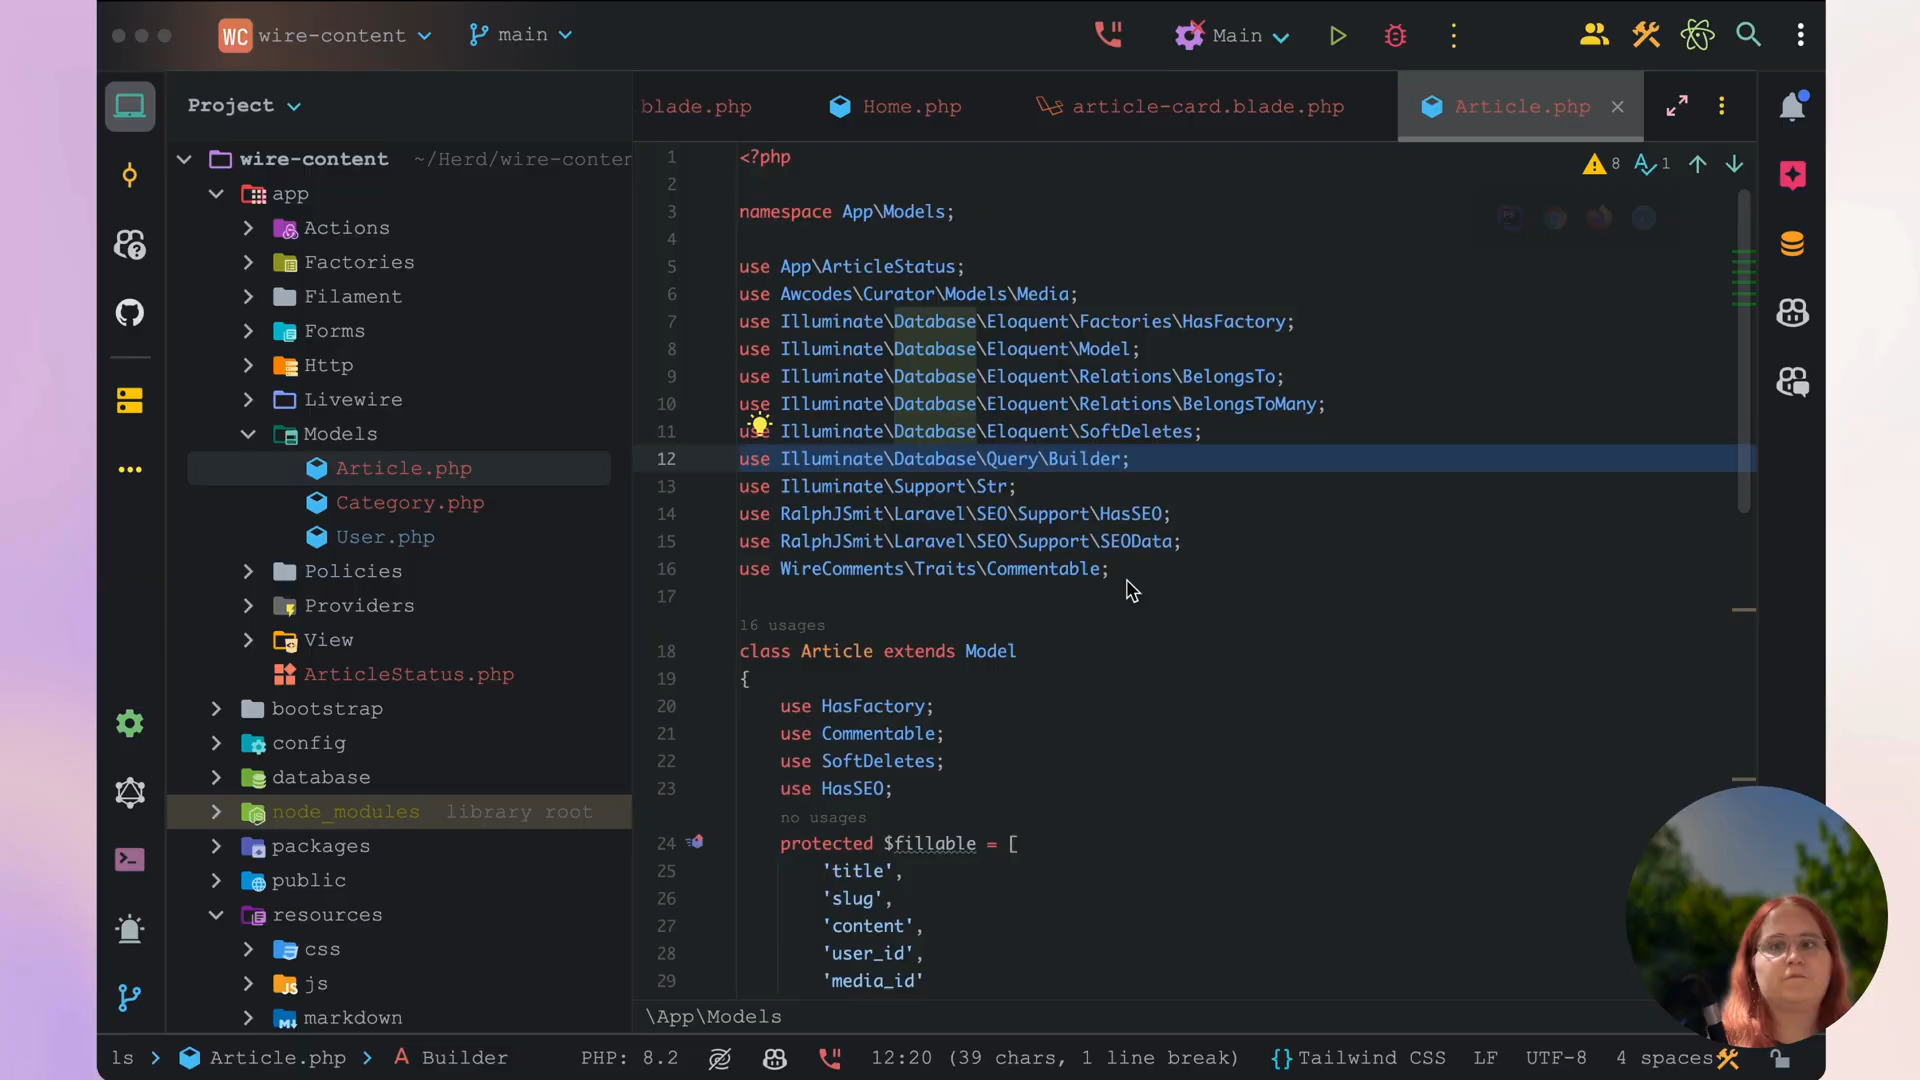 WC wire-content main Main
Project
blade.php Home.php article-card.blade.php Article.php
wire-content ~/Herd/wire-conter
app
Actions
Factories
Filament
Forms
Http
Livewire
Models
Article.php
Category.php
User.php
Policies
Providers
View
ArticleStatus.php
bootstrap
config
database
node_modules library root
packages
public
resources
css
js
markdown
8 1
1 <?php
2
3 namespace App\Models;
4
5 use App\ArticleStatus;
6 use Awcodes\Curator\Models\Media;
7 use Illuminate\Database\Eloquent\Factories\HasFactory;
8 use Illuminate\Database\Eloquent\Model;
9 use Illuminate\Database\Eloquent\Relations\BelongsTo;
10 use Illuminate\Database\Eloquent\Relations\BelongsToMany;
11 use Illuminate\Database\Eloquent\SoftDeletes;
12 use Illuminate\Database\Query\Builder;
13 use Illuminate\Support\Str;
14 use RalphJSmit\Laravel\SEO\Support\HasSEO;
15 use RalphJSmit\Laravel\SEO\Support\SEOData;
16 use WireComments\Traits\Commentable;
17
16 usages
18 class Article extends Model
19 {
20 use HasFactory;
21 use Commentable;
22 use SoftDeletes;
23 use HasSEO;
no usages
24 protected $fillable = [
25 'title',
26 'slug',
27 'content',
28 'user_id',
29 'media_id'
\App\Models
ls Article.php Builder PHP: 8.2 12:20 (39 chars, 1 line break) {} Tailwind CSS LF UTF-8 4 spaces